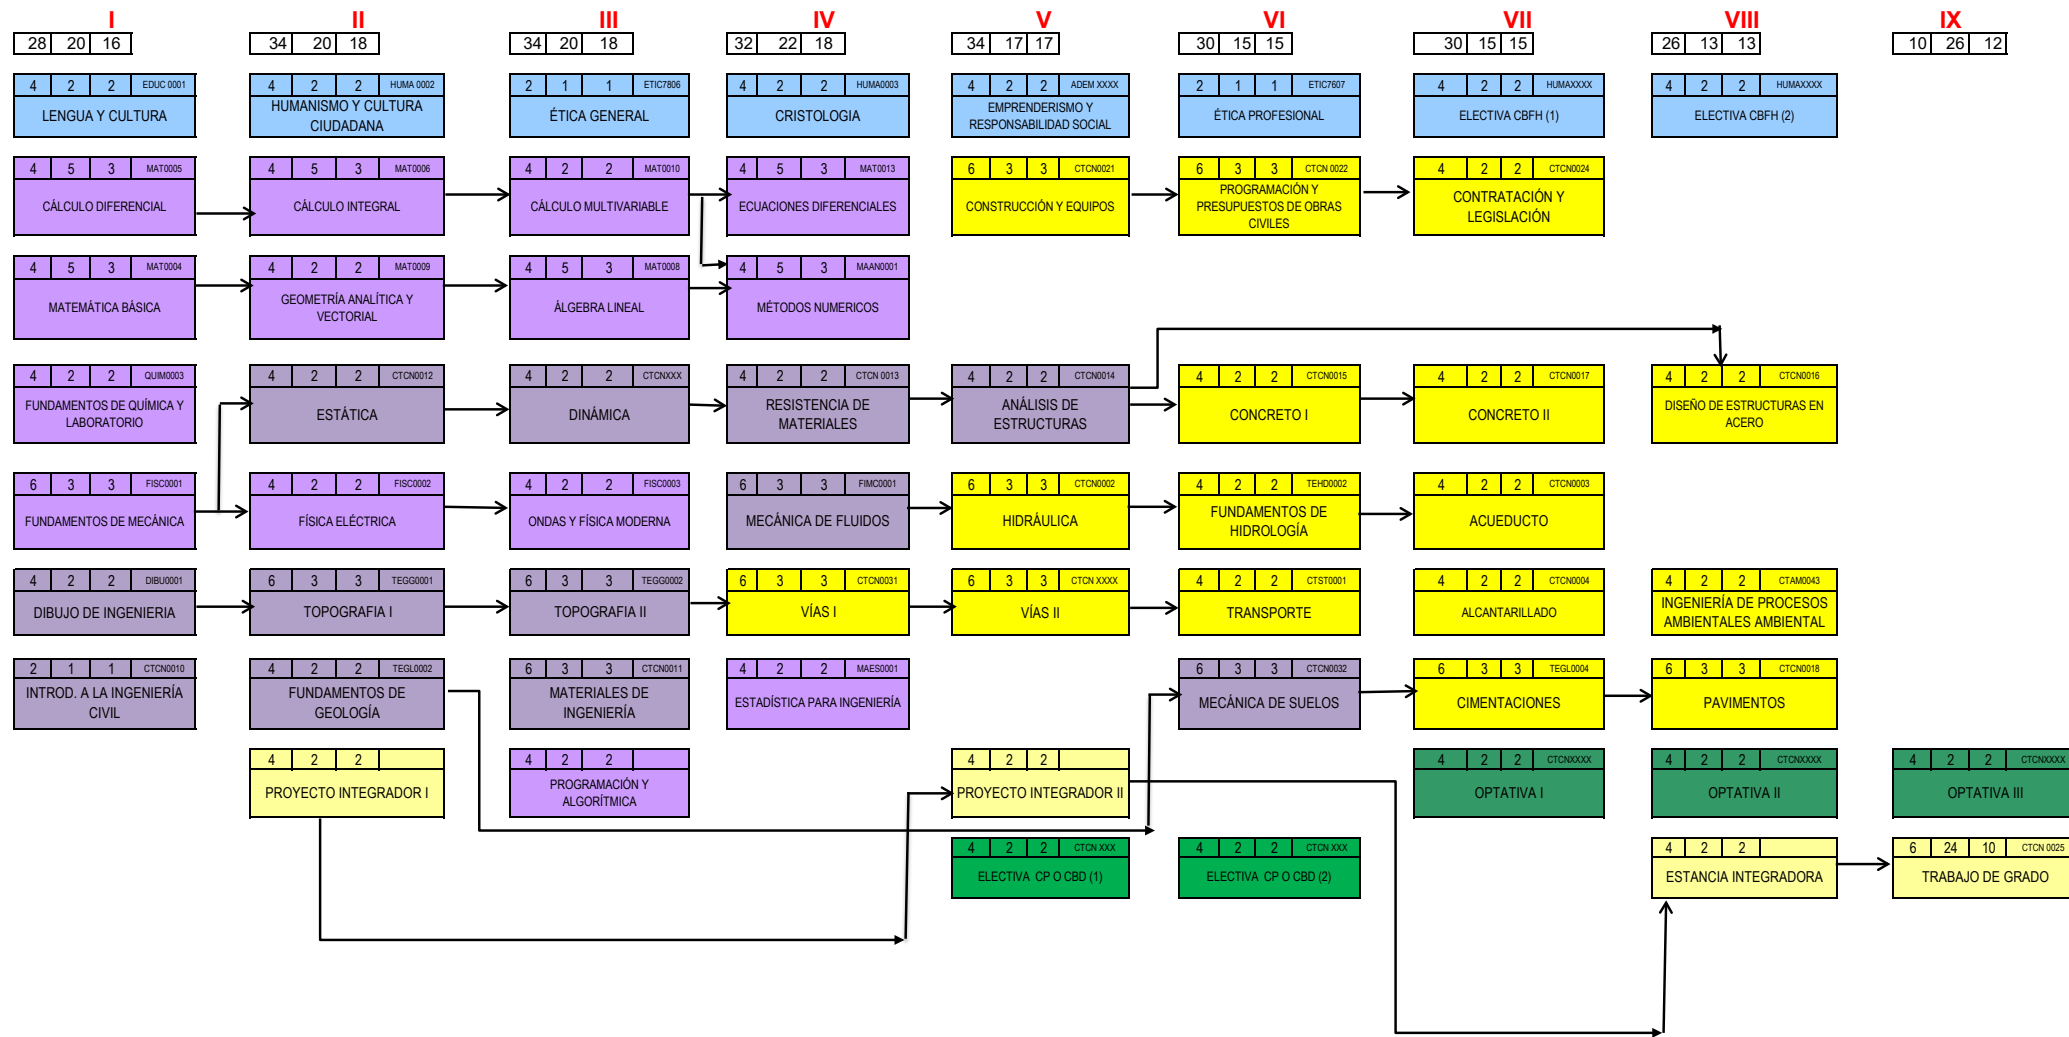 I II III IV V VI VII VIII IX
28 20 16 34 20 18 34 20 18 32 22 18 34 17 17 30 15 15 30 15 15 26 13 13 10 26 12
4 2 2 EDUC 0001 4 2 2 HUMA 0002 2 1 1 ETIC7806 4 2 2 HUMA0003 4 2 2 ADEM XXXX 2 1 1 ETIC7607 4 2 2 HUMAXXXX 4 2 2 HUMAXXXX
LENGUA Y CULTURA
HUMANISMO Y CULTURA
CIUDADANA
ÉTICA GENERAL
CRISTOLOGIA
EMPRENDERISMO Y
RESPONSABILIDAD SOCIAL
ÉTICA PROFESIONAL
ELECTIVA CBFH (1)
ELECTIVA CBFH (2)
4 5 3 MAT0005 4 5 3 MAT0006 4 2 2 MAT0010 4 5 3 MAT0013 6 3 3 CTCN0021 6 3 3 CTCN 0022 4 2 2 CTCN0024
CÁLCULO DIFERENCIAL
CÁLCULO INTEGRAL
CÁLCULO MULTIVARIABLE
ECUACIONES DIFERENCIALES
CONSTRUCCIÓN Y EQUIPOS
PROGRAMACIÓN Y
PRESUPUESTOS DE OBRAS
CIVILES
CONTRATACIÓN Y
LEGISLACIÓN
4 5 3 MAT0004 4 2 2 MAT0009 4 5 3 MAT0008 4 5 3 MAAN0001
MATEMÁTICA BÁSICA
GEOMETRÍA ANALÍTICA Y
VECTORIAL
ÁLGEBRA LINEAL
MÉTODOS NUMERICOS
4 2 2 QUIM0003 4 2 2 CTCN0012 4 2 2 CTCNXXX 4 2 2 CTCN 0013 4 2 2 CTCN0014 4 2 2 CTCN0015 4 2 2 CTCN0017 4 2 2 CTCN0016
FUNDAMENTOS DE QUÍMICA Y
LABORATORIO
ESTÁTICA
DINÁMICA
RESISTENCIA DE
MATERIALES
ANÁLISIS DE
ESTRUCTURAS
CONCRETO I
CONCRETO II
DISEÑO DE ESTRUCTURAS EN
ACERO
6 3 3 FISC0001 4 2 2 FISC0002 4 2 2 FISC0003 6 3 3 FIMC0001 6 3 3 CTCN0002 4 2 2 TEHD0002 4 2 2 CTCN0003
FUNDAMENTOS DE MECÁNICA
FÍSICA ELÉCTRICA
ONDAS Y FÍSICA MODERNA
MECÁNICA DE FLUIDOS
HIDRÁULICA
FUNDAMENTOS DE
HIDROLOGÍA
ACUEDUCTO
4 2 2 DIBU0001 6 3 3 TEGG0001 6 3 3 TEGG0002 6 3 3 CTCN0031 6 3 3 CTCN XXXX 4 2 2 CTST0001 4 2 2 CTCN0004 4 2 2 CTAM0043
DIBUJO DE INGENIERIA
TOPOGRAFIA I
TOPOGRAFIA II
VÍAS I
VÍAS II
TRANSPORTE
ALCANTARILLADO
INGENIERÍA DE PROCESOS
AMBIENTALES AMBIENTAL
2 1 1 CTCN0010 4 2 2 TEGL0002 6 3 3 CTCN0011 4 2 2 MAES0001 6 3 3 CTCN0032 6 3 3 TEGL0004 6 3 3 CTCN0018
INTROD. A LA INGENIERÍA
CIVIL
FUNDAMENTOS DE
GEOLOGÍA
MATERIALES DE
INGENIERÍA
ESTADÍSTICA PARA INGENIERÍA
MECÁNICA DE SUELOS
CIMENTACIONES
PAVIMENTOS
4 2 2 4 2 2 4 2 2 4 2 2 CTCNXXXX 4 2 2 CTCNXXXX 4 2 2 CTCNXXXX
PROYECTO INTEGRADOR I
PROGRAMACIÓN Y
ALGORÍTMICA
PROYECTO INTEGRADOR II
OPTATIVA I
OPTATIVA II
OPTATIVA III
4 2 2 CTCN XXX 4 2 2 CTCN XXX 4 2 2 6 24 10 CTCN 0025
ELECTIVA CP O CBD (1)
ELECTIVA CP O CBD (2)
ESTANCIA INTEGRADORA
TRABAJO DE GRADO